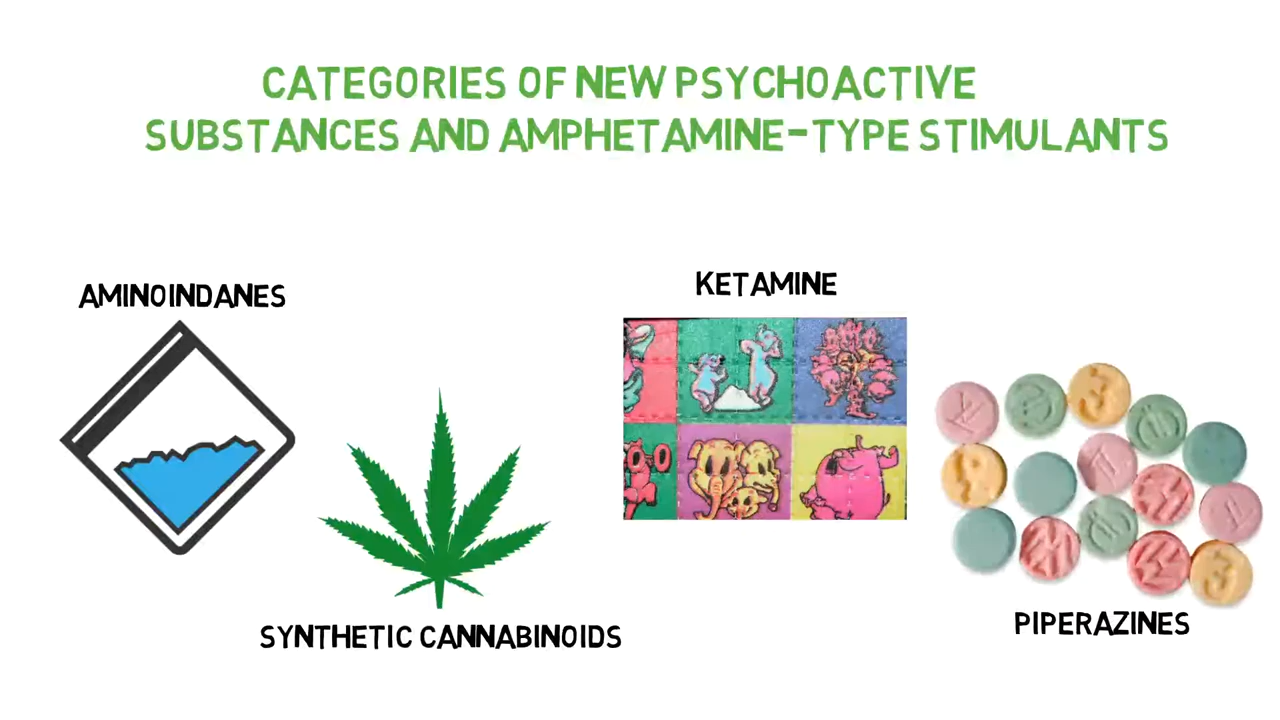 CATEGORIES OF NEW PSYCHOACTIVE
SUBSTANCES AND AMPHETAMINE-TYPE STIMULANTS
AMINOINDANES
KETAMINE
SYNTHETIC CANNABINOIDS
PIPERAZINES